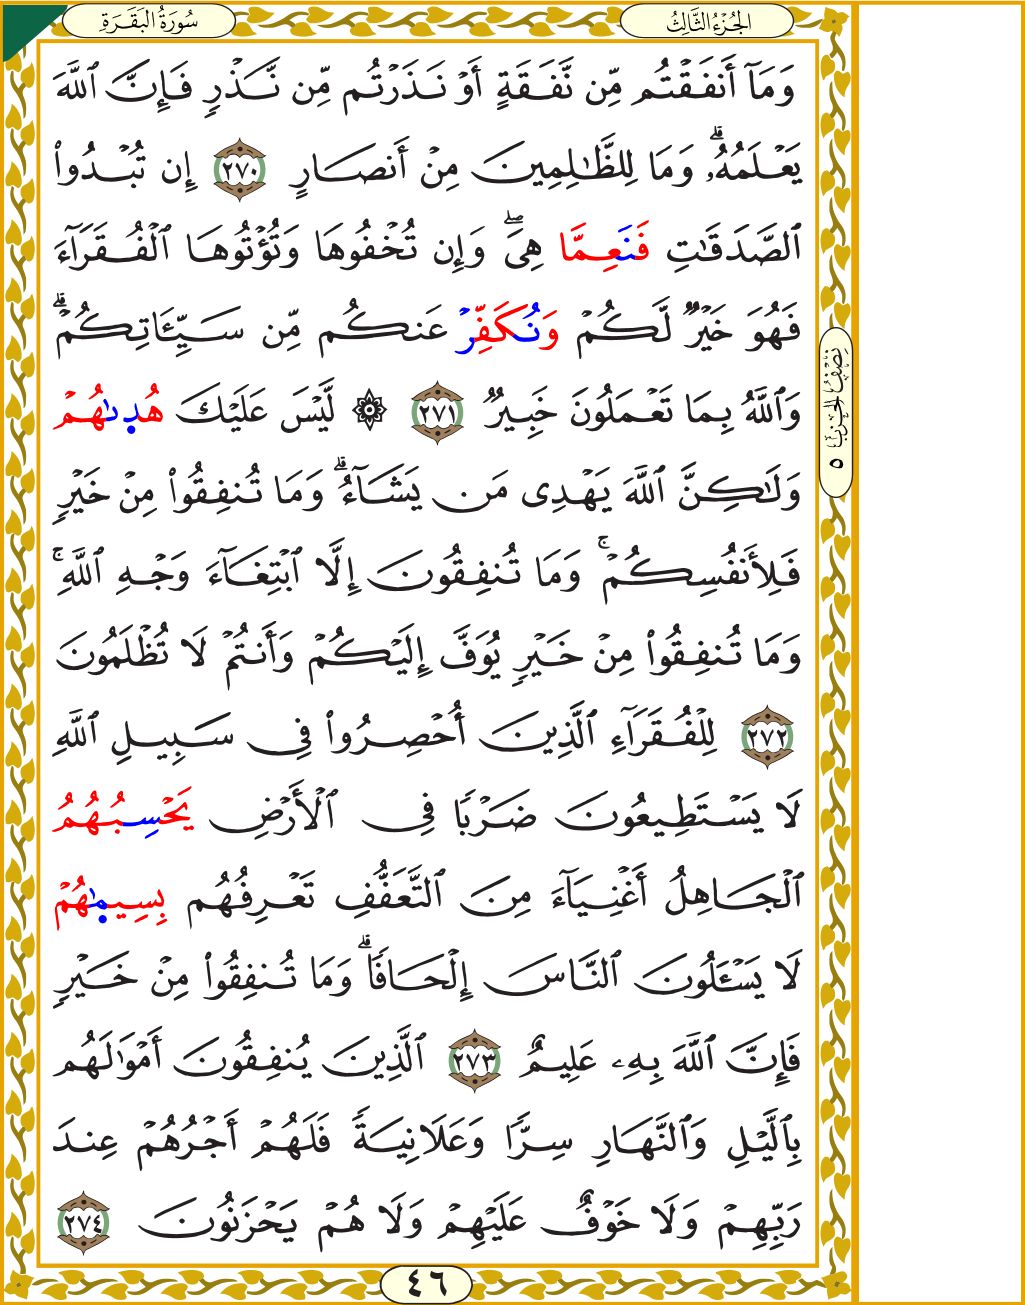 سُورَةُ الْبَقَرَةِ
الجُزْءُ الثَّالِثُ
وَمَآ أَنفَقْتُم مِّن نَّفَقَةٍ أَوْ نَذَرْتُم مِّن نَّذْرٍ فَإِنَّ ٱللَّهَ
يَعْلَمُهُۥۗ وَمَا لِلظَّٰلِمِينَ مِنْ أَنصَارٍ ٢٧٠ إِن تُبْدُوا۟
ٱلصَّدَقَٰتِ فَنَعِمَّا هِىَۖ وَإِن تُخْفُوهَا وَتُؤْتُوهَا ٱلْفُقَرَآءَ
فَهُوَ خَيْرٌ لَّكُمْ وَنُكَفِّرْ عَنكُم مِّن سَيِّـَٔاتِكُمْۗ
وَٱللَّهُ بِمَا تَعْمَلُونَ خَبِيرٌ ٢٧١ ۞ لَّيْسَ عَلَيْكَ هُدٜىٰهُمْ
وَلَٰكِنَّ ٱللَّهَ يَهْدِى مَن يَشَآءُۗ وَمَا تُنفِقُوا۟ مِنْ خَيْرٍ
فَلِأَنفُسِكُمْۚ وَمَا تُنفِقُونَ إِلَّا ٱبْتِغَآءَ وَجْهِ ٱللَّهِۚ
وَمَا تُنفِقُوا۟ مِنْ خَيْرٍ يُوَفَّ إِلَيْكُمْ وَأَنتُمْ لَا تُظْلَمُونَ
٢٧٢ لِلْفُقَرَآءِ ٱلَّذِينَ أُحْصِرُوا۟ فِى سَبِيلِ ٱللَّهِ
لَا يَسْتَطِيعُونَ ضَرْبًا فِى ٱلْأَرْضِ يَحْسِبُهُمُ
ٱلْجَاهِلُ أَغْنِيَآءَ مِنَ ٱلتَّعَفُّفِ تَعْرِفُهُم بِسِيمٜىٰهُمْ
لَا يَسْـَٔلُونَ ٱلنَّاسَ إِلْحَافًاۗ وَمَا تُنفِقُوا۟ مِنْ خَيْرٍ
فَإِنَّ ٱللَّهَ بِهِۦ عَلِيمٌ ٢٧٣ ٱلَّذِينَ يُنفِقُونَ أَمْوَٰلَهُم
بِٱلَّيْلِ وَٱلنَّهَارِ سِرًّا وَعَلَانِيَةً فَلَهُمْ أَجْرُهُمْ عِندَ
رَبِّهِمْ وَلَا خَوْفٌ عَلَيْهِمْ وَلَا هُمْ يَحْزَنُونَ ٢٧٤
نِصْفُ الْحِزْبِ ٥
٤٦